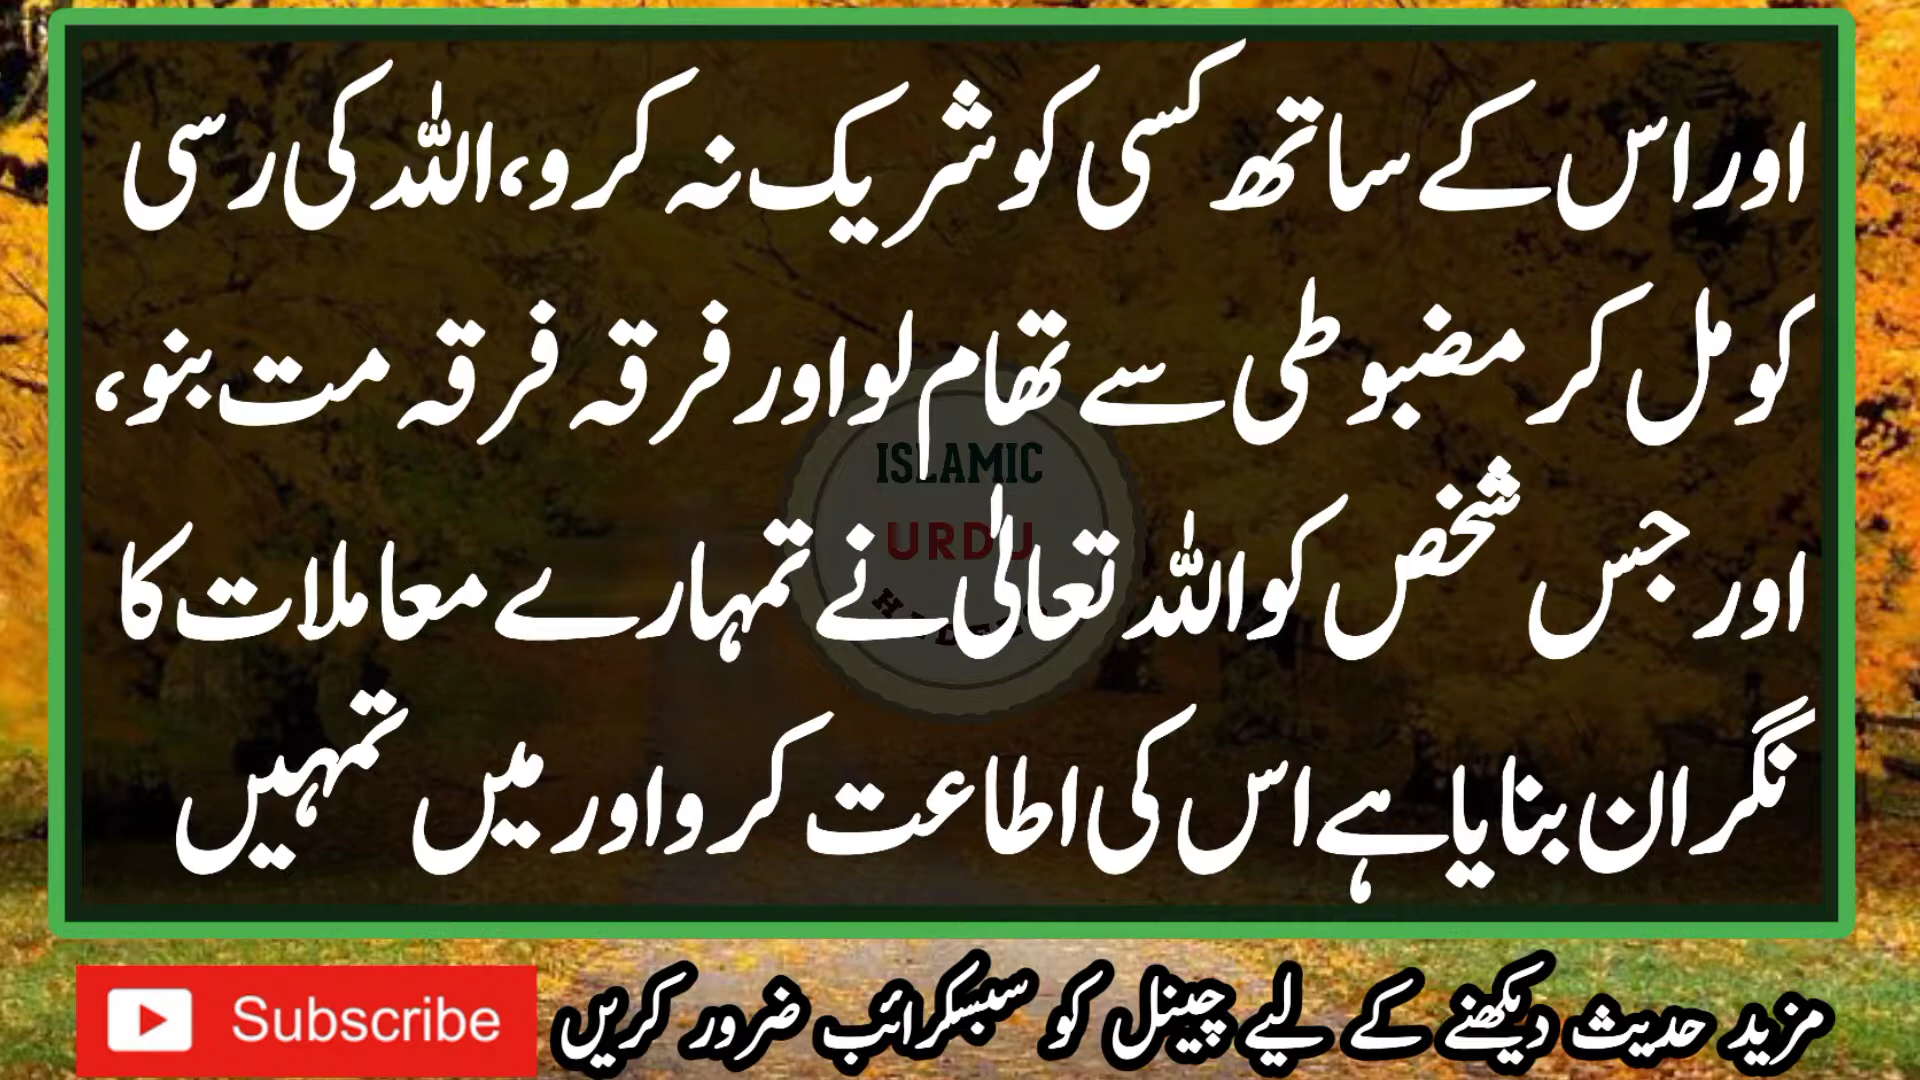 اور اس کے ساتھ کسی کو شریک نہ کرو، اللہ کی رسی
کو مل کر مضبوطی سے تھام لو اور فرقہ فرقہ مت بنو،
اور جس شخص کو اللہ تعالیٰ نے تمہارے معاملات کا
نگران بنایا ہے اس کی اطاعت کرو اور میں تمہیں
ISLAMIC
URDU
مزید حدیث دیکھنے کے لیے چینل کو سبسکرائب ضرور کریں
Subscribe